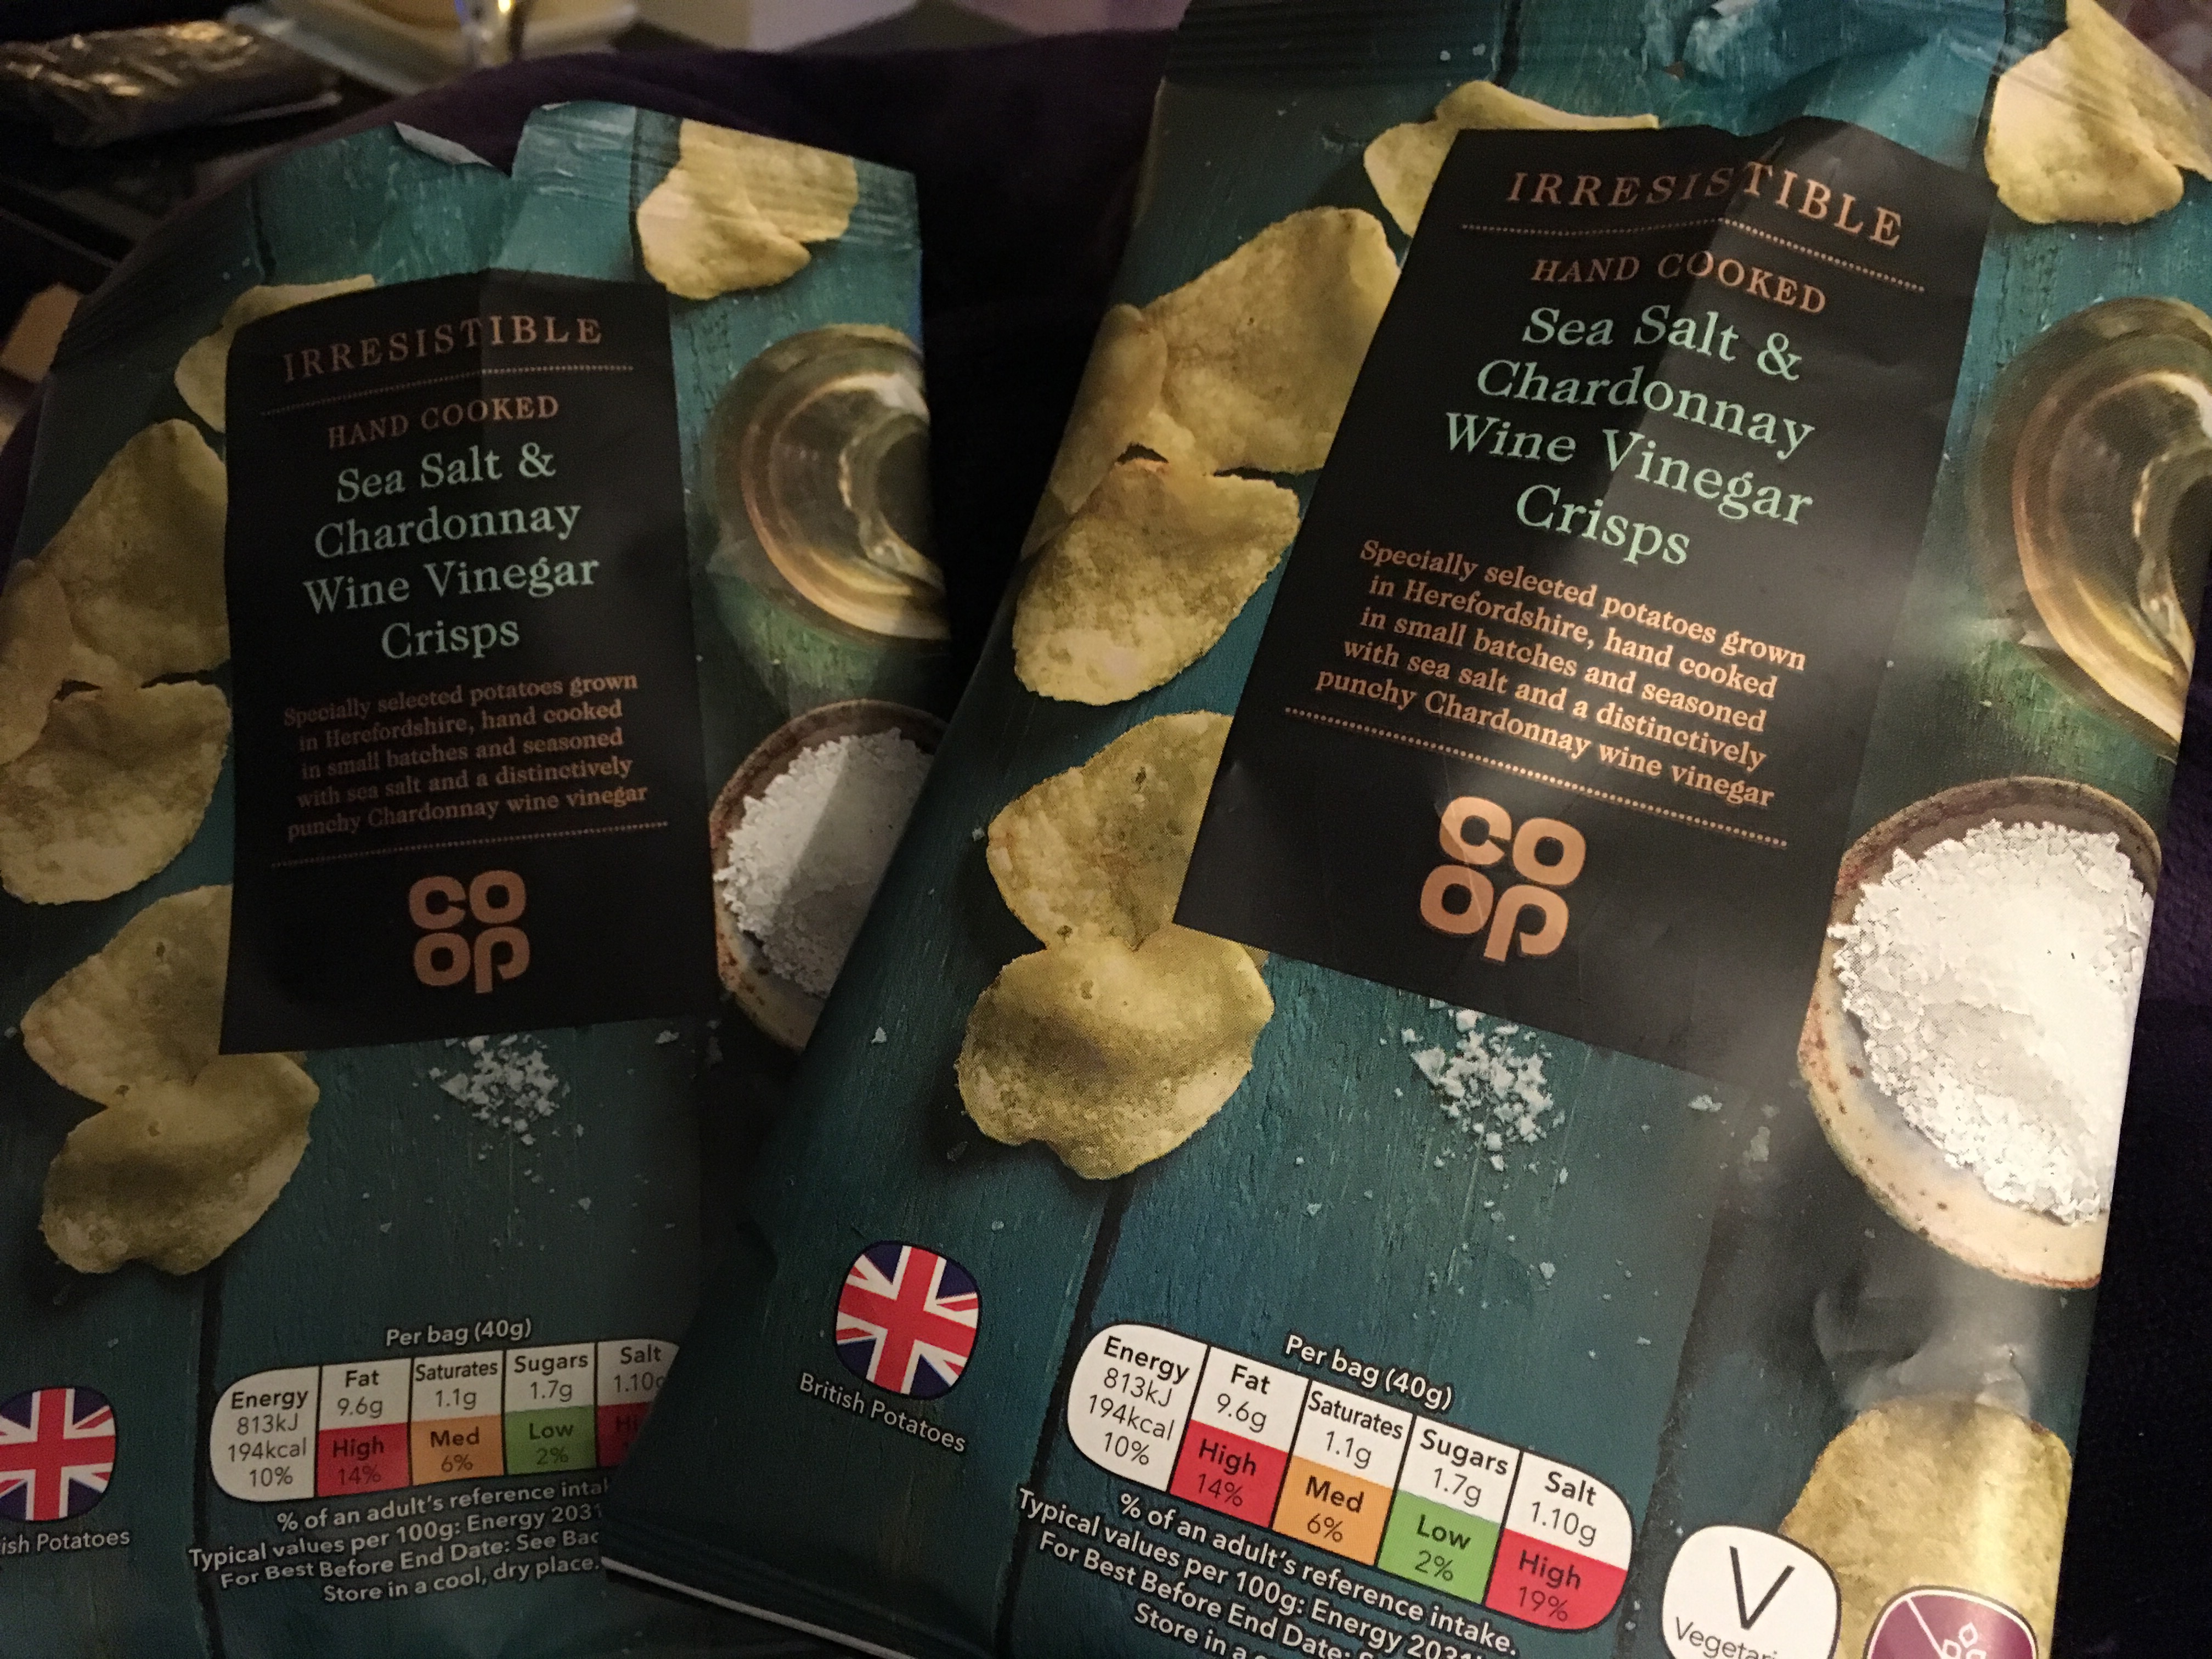 IRRESISTIBLE
HAND COOKED
Sea Salt &
Chardonnay
Wine Vinegar
Crisps
Specially selected potatoes grown
in Herefordshire, hand cooked
in small batches and seasoned
with sea salt and a distinctively
punchy Chardonnay wine vinegar
CO
OP
Per bag (40g)
Energy Fat Saturates Sugars Salt
813kJ 9.6g 1.1g 1.7g 1.10g
194kcal High Med Low
10% 14% 6% 2%
ish Potatoes
% of an adult's reference
Typical values per 100g: Energy 2031
For Best Before End Date: See
Store in a cool, dry place.
IRRESISTIBLE
HAND COOKED
Sea Salt &
Chardonnay
Wine Vinegar
Crisps
Specially selected potatoes grown
in Herefordshire, hand cooked
in small batches and seasoned
with sea salt and a distinctively
punchy Chardonnay wine vinegar
CO
OP
British Potatoes
Per bag (40g)
Energy Fat Saturates Sugars Salt
813kJ 9.6g 1.1g 1.7g 1.10g
194kcal High Med Low High
10% 14% 6% 2% 19%
% of an adult's reference intake.
Typical values per 100g: Energy 2031
For Best Before End Date:
Store in a
V
Vegetari